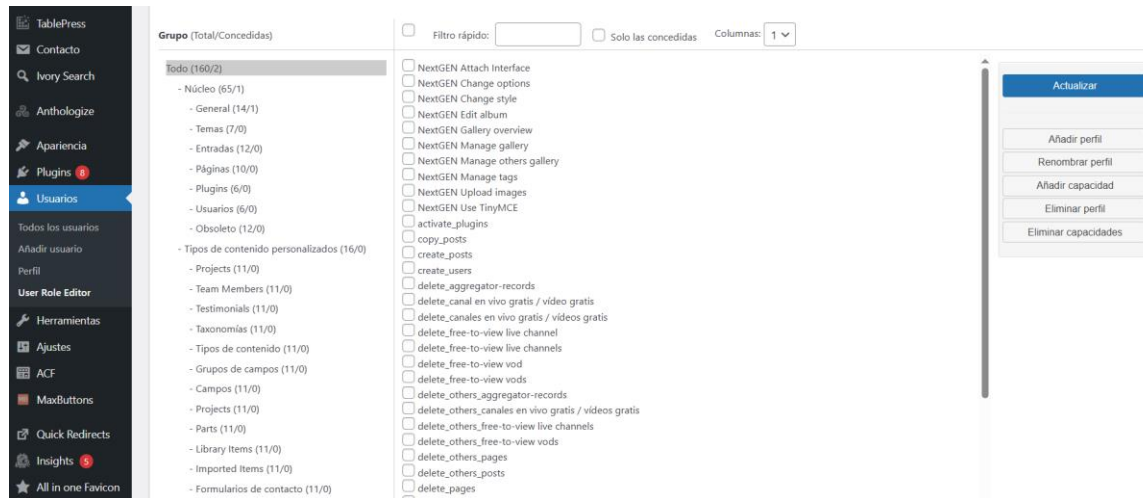 TablePress
Contacto
Ivory Search
Anthologize
Apariencia
Plugins 8
Usuarios
Todos los usuarios
Añadir usuario
Perfil
User Role Editor
Herramientas
Ajustes
ACF
MaxButtons
Quick Redirects
Insights 5
All in one Favicon
Grupo (Total/Concedidas)
Filtro rápido:
Solo las concedidas
Columnas: 1
Todo (160/2)
- Núcleo (65/1)
- General (14/1)
- Temas (7/0)
- Entradas (12/0)
- Páginas (10/0)
- Plugins (6/0)
- Usuarios (6/0)
- Obsoleto (12/0)
- Tipos de contenido personalizados (16/0)
- Projects (11/0)
- Team Members (11/0)
- Testimonials (11/0)
- Taxonomías (11/0)
- Tipos de contenido (11/0)
- Grupos de campos (11/0)
- Campos (11/0)
- Projects (11/0)
- Parts (11/0)
- Library Items (11/0)
- Imported Items (11/0)
- Formularios de contacto (11/0)
NextGEN Attach Interface
NextGEN Change options
NextGEN Change style
NextGEN Edit album
NextGEN Gallery overview
NextGEN Manage gallery
NextGEN Manage others gallery
NextGEN Manage tags
NextGEN Upload images
NextGEN Use TinyMCE
activate_plugins
copy_posts
create_posts
create_users
delete_aggregator-records
delete_canal en vivo gratis / vídeo gratis
delete_canales en vivo gratis / vídeos gratis
delete_free-to-view live channel
delete_free-to-view live channels
delete_free-to-view vod
delete_free-to-view vods
delete_others_aggregator-records
delete_others_canales en vivo gratis / vídeos gratis
delete_others_free-to-view live channels
delete_others_free-to-view vods
delete_others_pages
delete_others_posts
delete_pages
Actualizar
Añadir perfil
Renombrar perfil
Añadir capacidad
Eliminar perfil
Eliminar capacidades